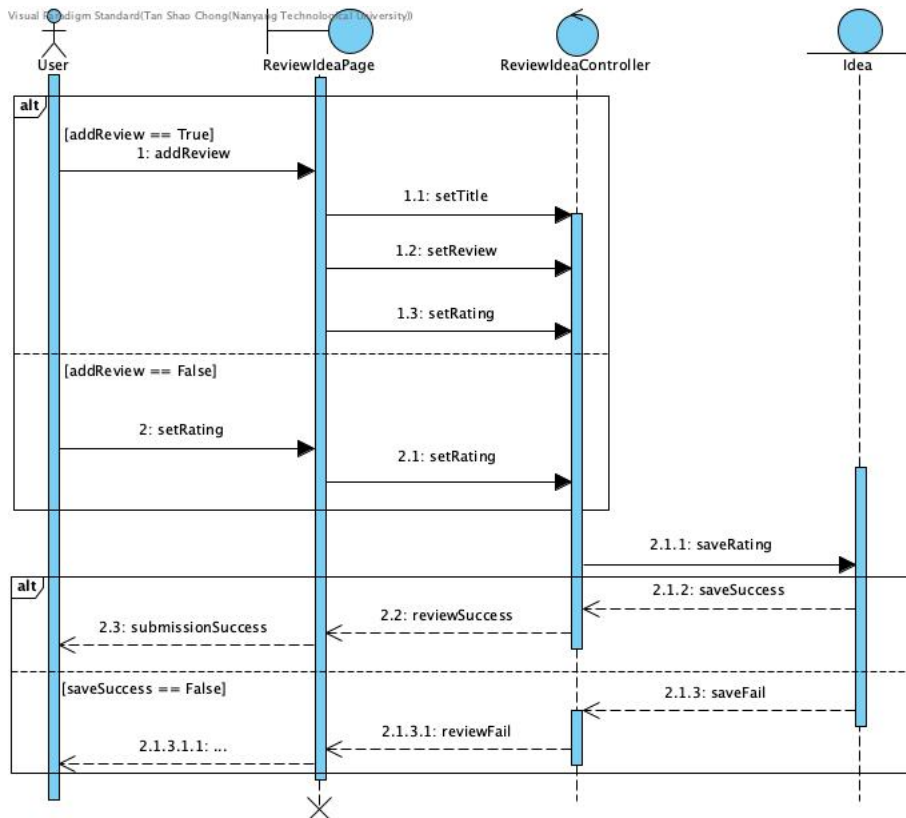 Visual Paradigm Standard(Tan Shao Chong(Nanyang Technological University))
User
ReviewIdeaPage
ReviewIdeaController
Idea
alt
[addReview == True]
1: addReview
1.1: setTitle
1.2: setReview
1.3: setRating
[addReview == False]
2: setRating
2.1: setRating
2.1.1: saveRating
alt
2.1.2: saveSuccess
2.2: reviewSuccess
2.3: submissionSuccess
[saveSuccess == False]
2.1.3: saveFail
2.1.3.1: reviewFail
2.1.3.1.1: ...